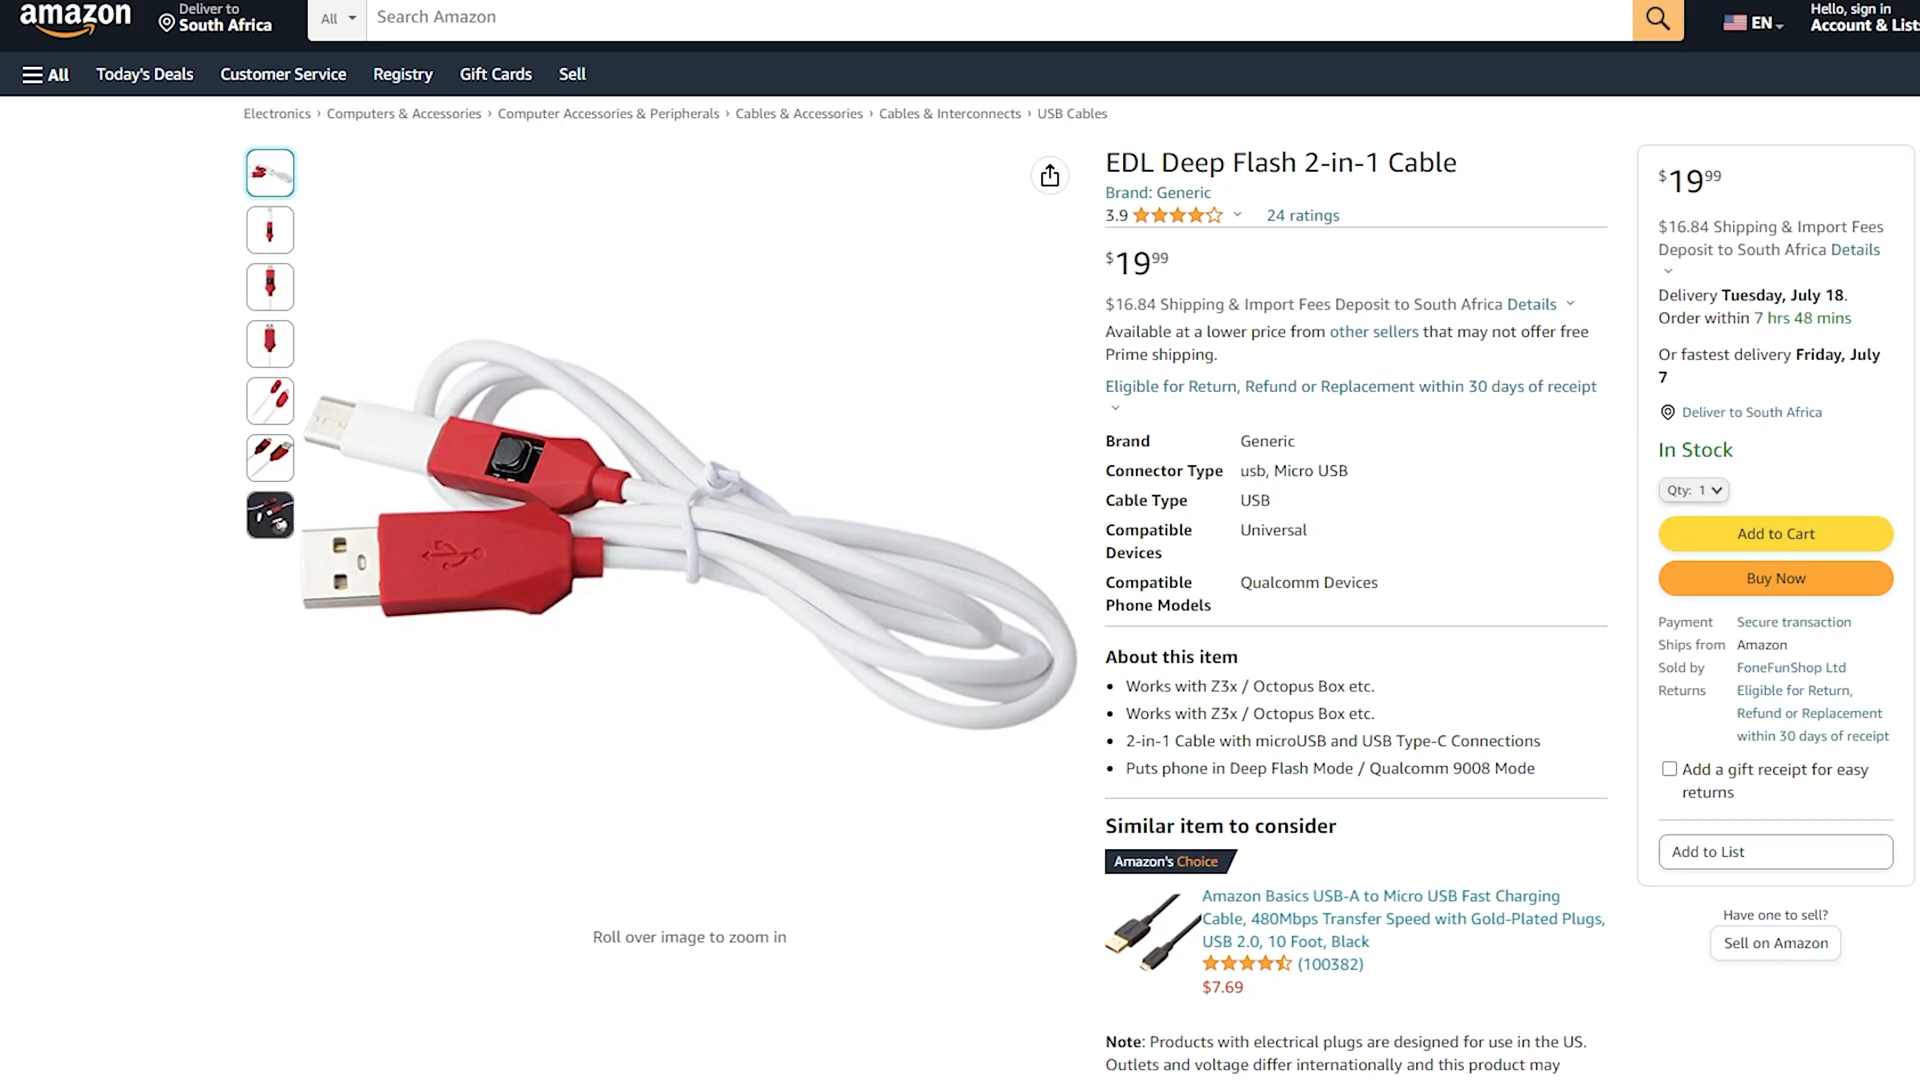 amazon
Deliver to
South Africa
All
Search Amazon
EN
Hello, sign in
Account & List
All
Today's Deals
Customer Service
Registry
Gift Cards
Sell
Electronics › Computers & Accessories › Computer Accessories & Peripherals › Cables & Accessories › Cables & Interconnects › USB Cables
EDL Deep Flash 2-in-1 Cable
Brand: Generic
3.9
24 ratings
$19 99
$16.84 Shipping & Import Fees Deposit to South Africa Details
Available at a lower price from other sellers that may not offer free
Prime shipping.
Eligible for Return, Refund or Replacement within 30 days of receipt
Brand Generic
Connector Type usb, Micro USB
Cable Type USB
Compatible Universal
Devices
Compatible Qualcomm Devices
Phone Models
About this item
• Works with Z3x / Octopus Box etc.
• Works with Z3x / Octopus Box etc.
• 2-in-1 Cable with microUSB and USB Type-C Connections
• Puts phone in Deep Flash Mode / Qualcomm 9008 Mode
Similar item to consider
Amazon's Choice
Amazon Basics USB-A to Micro USB Fast Charging
Cable, 480Mbps Transfer Speed with Gold-Plated Plugs,
USB 2.0, 10 Foot, Black
(100382)
$7.69
Note: Products with electrical plugs are designed for use in the US.
Outlets and voltage differ internationally and this product may
Roll over image to zoom in
$19 99
$16.84 Shipping & Import Fees
Deposit to South Africa Details
Delivery Tuesday, July 18.
Order within 7 hrs 48 mins
Or fastest delivery Friday, July
7
Deliver to South Africa
In Stock
Qty: 1
Add to Cart
Buy Now
Payment Secure transaction
Ships from Amazon
Sold by FoneFunShop Ltd
Returns Eligible for Return,
Refund or Replacement
within 30 days of receipt
Add a gift receipt for easy
returns
Add to List
Have one to sell?
Sell on Amazon